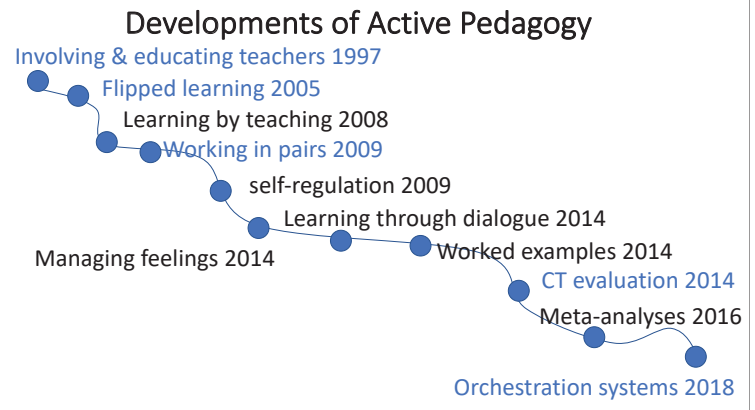 Developments of Active Pedagogy
Involving & educating teachers 1997
Flipped learning 2005
Learning by teaching 2008
Working in pairs 2009
self-regulation 2009
Learning through dialogue 2014
Managing feelings 2014
Worked examples 2014
CT evaluation 2014
Meta-analyses 2016
Orchestration systems 2018